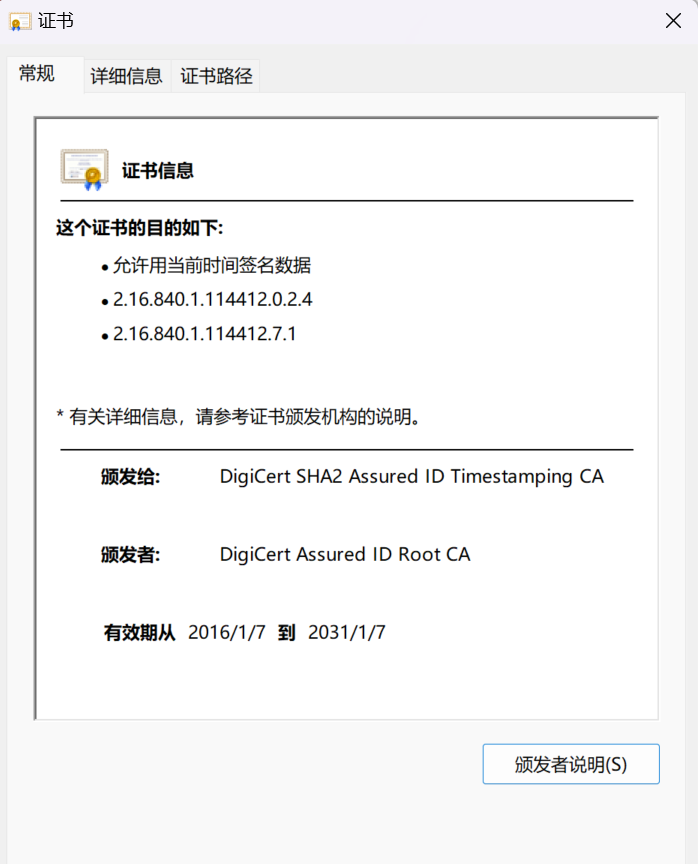 证书
常规 详细信息 证书路径
证书信息
这个证书的目的如下:
• 允许用当前时间签名数据
• 2.16.840.1.114412.0.2.4
• 2.16.840.1.114412.7.1
* 有关详细信息，请参考证书颁发机构的说明。
颁发给: DigiCert SHA2 Assured ID Timestamping CA
颁发者: DigiCert Assured ID Root CA
有效期从 2016/1/7 到 2031/1/7
颁发者说明(S)